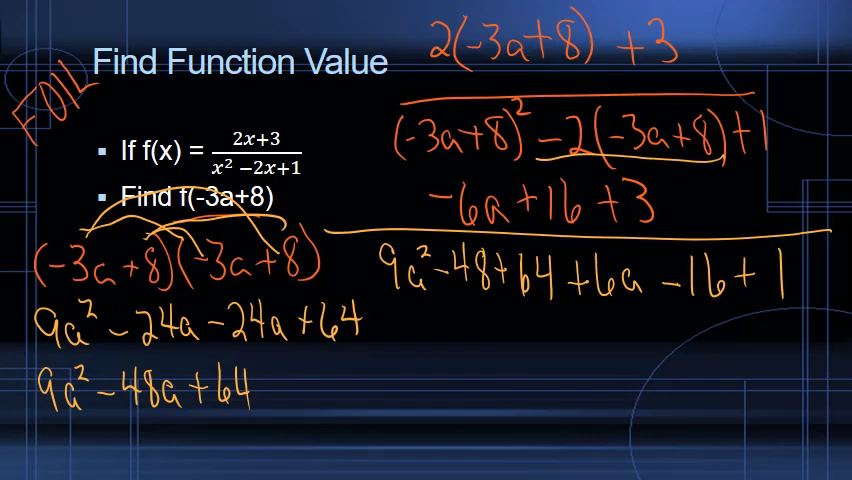 Find Function Value
FOIL
2(-3a+8) +3
(-3a+8)² -2(-3a+8)+1
▪ If f(x) = 2x+3 / x² −2x+1
▪ Find f(-3a+8)
-6a+16+3
(-3a+8)(-3a+8)
9a²-48+64+6a-16+1
9a²-24a-24a+64
9a²-48a+64